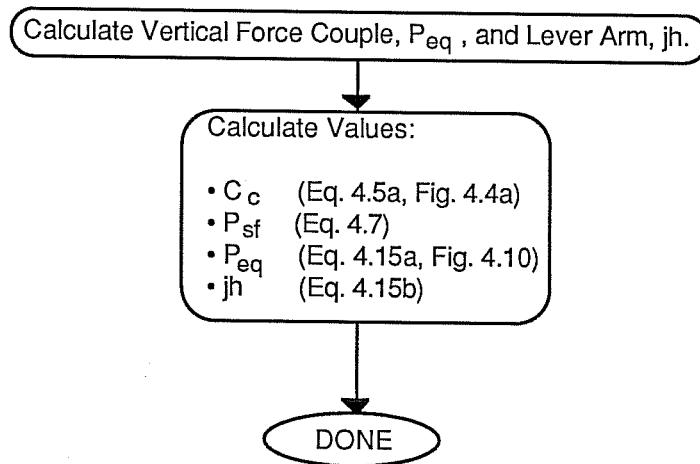 Calculate Vertical Force Couple, Peq , and Lever Arm, jh.
Calculate Values:
• Cc (Eq. 4.5a, Fig. 4.4a)
• Psf (Eq. 4.7)
• Peq (Eq. 4.15a, Fig. 4.10)
• jh (Eq. 4.15b)
DONE